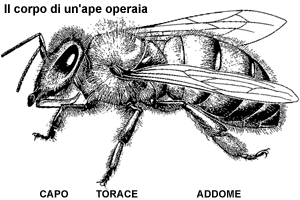 Il corpo di un'ape operaia
CAPO TORACE ADDOME